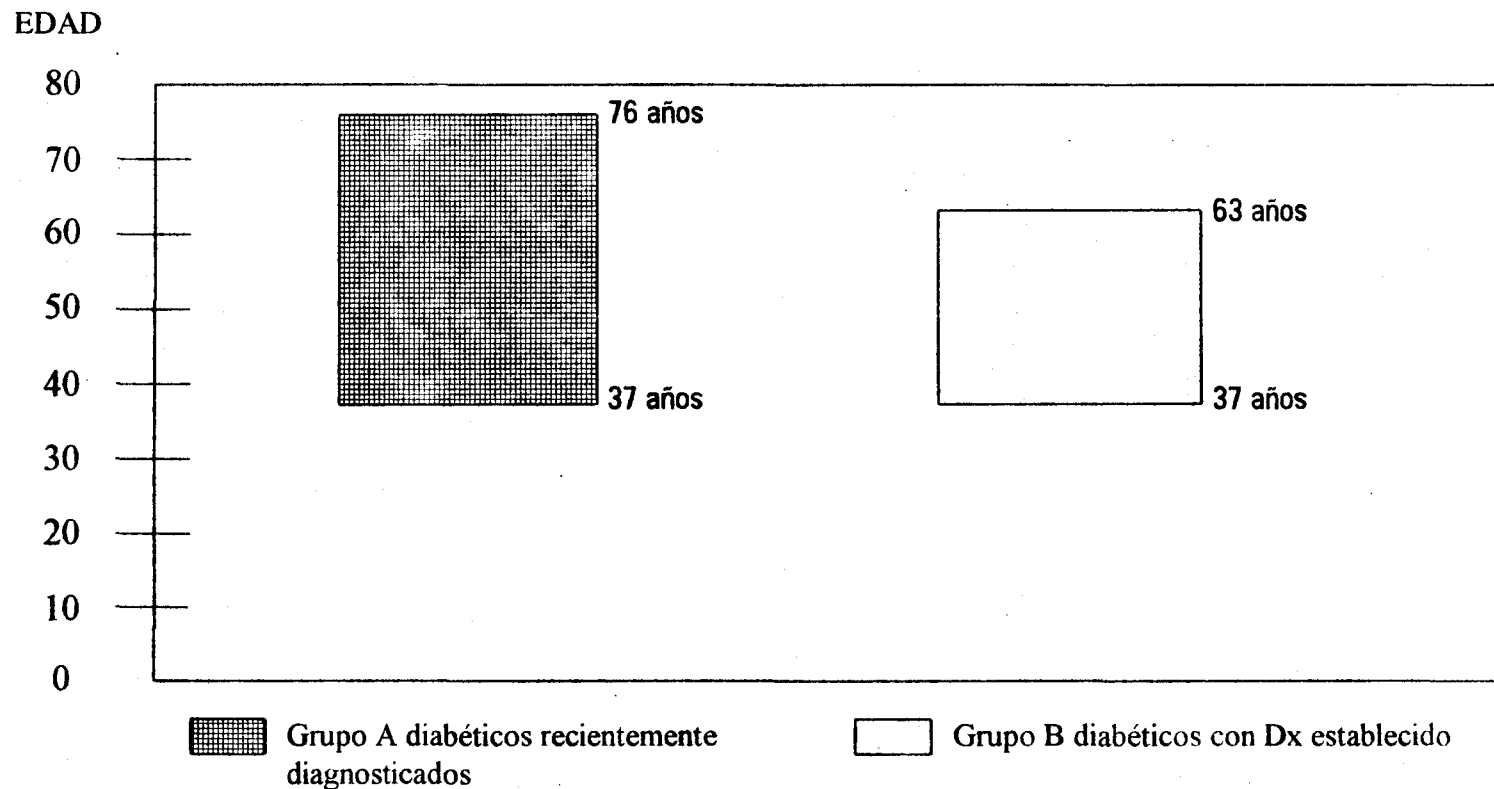 EDAD
80
76 años
70
63 años
60
50
40
37 años
37 años
30
20
10
0
Grupo A diabéticos recientemente
diagnosticados
Grupo B diabéticos con Dx establecido